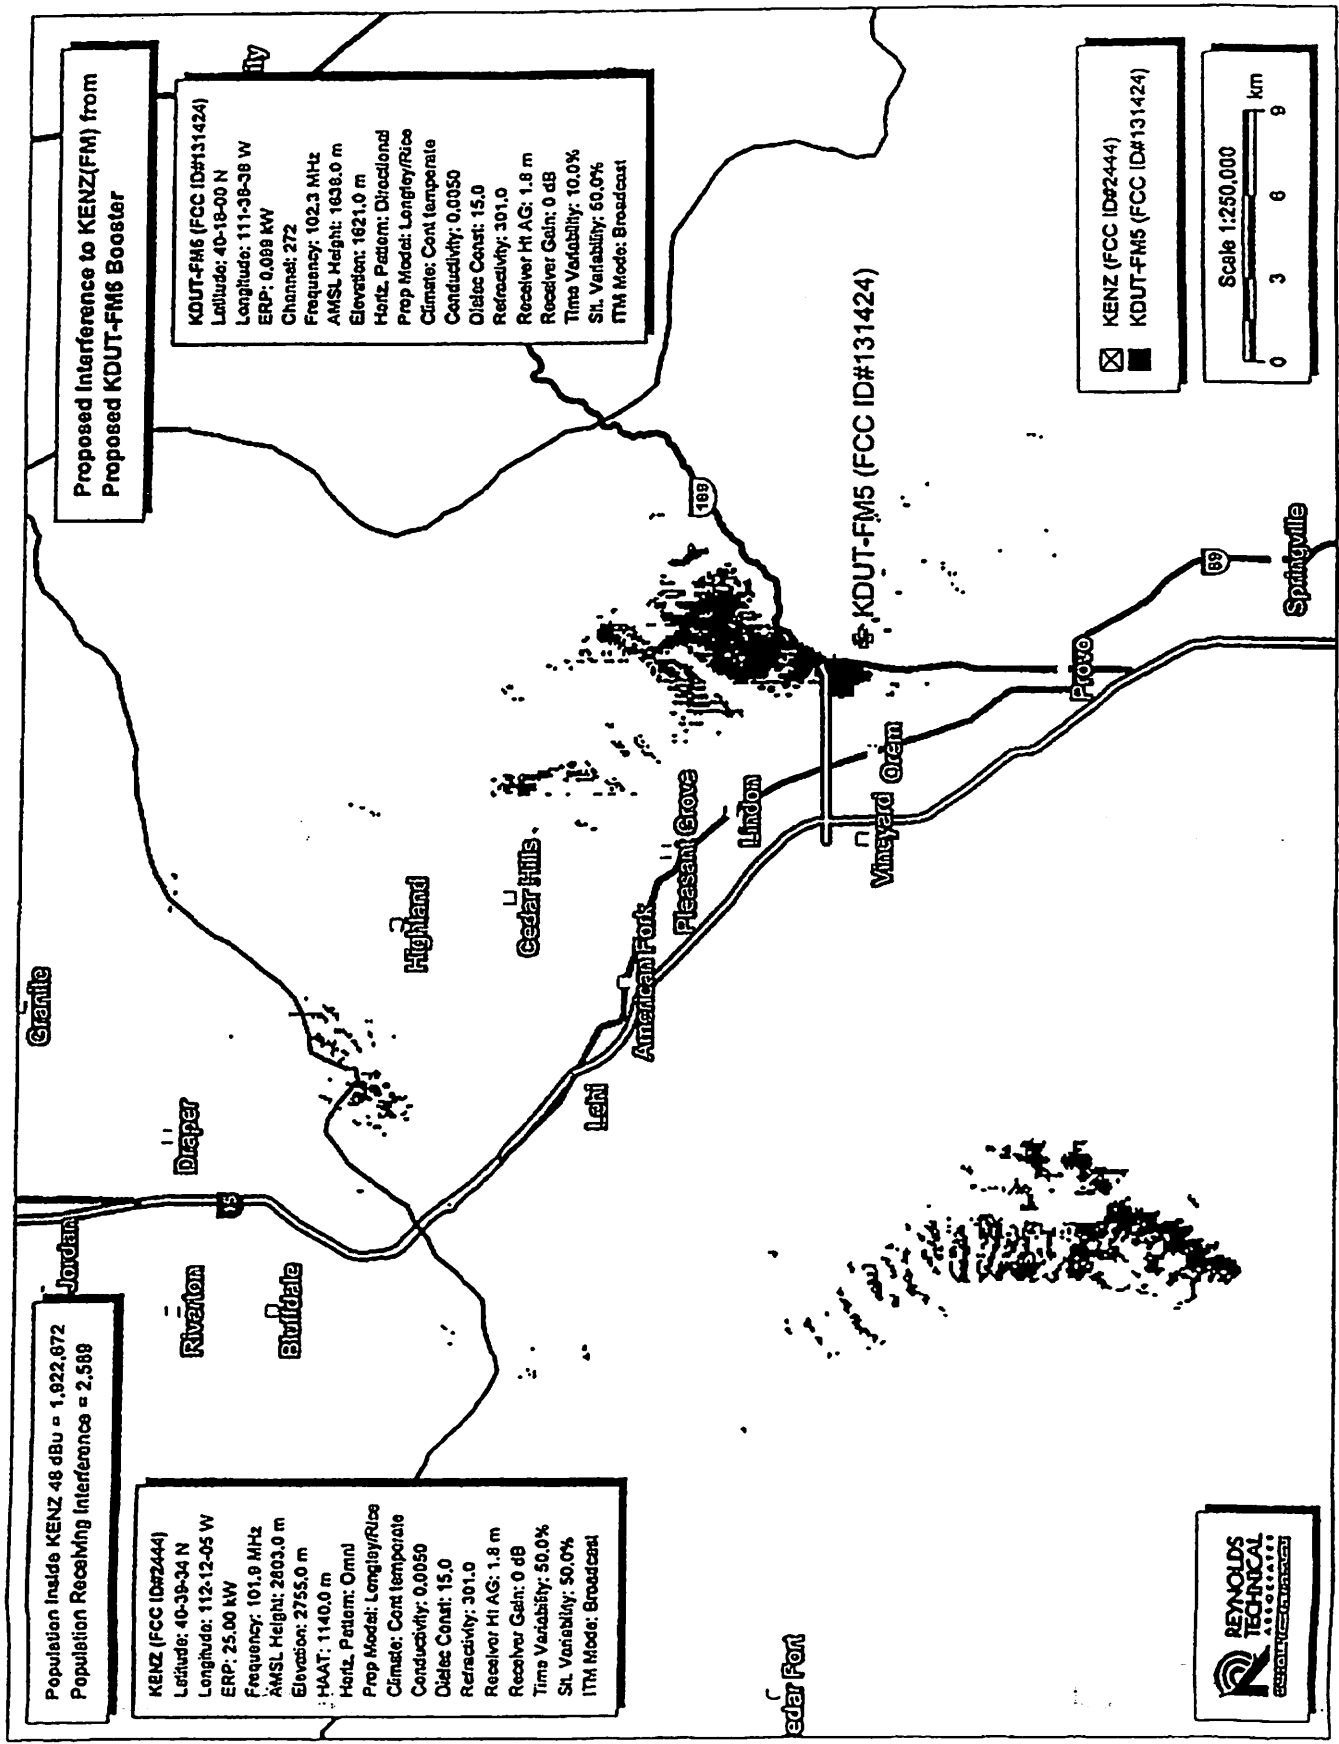 Population Inside KENZ 48 dBu = 1,922,672
Population Receiving Interference = 2,589
KENZ (FCC ID#2444)
Latitude: 40-39-34 N
Longitude: 112-12-05 W
ERP: 25.00 kW
Frequency: 101.9 MHz
AMSL Height: 2803.0 m
Elevation: 2755.0 m
HAAT: 1140.0 m
Horiz. Pattern: Omni
Prop Model: Longley/Rice
Climate: Cont temperate
Conductivity: 0.0050
Dielec Const: 15.0
Refractivity: 301.0
Receiver Ht AG: 1.8 m
Receiver Gain: 0 dB
Time Variability: 50.0%
Sit. Variability: 50.0%
ITM Mode: Broadcast
Proposed Interference to KENZ(FM) from
Proposed KDUT-FM5 Booster
KDUT-FM5 (FCC ID#131424)
Latitude: 40-18-00 N
Longitude: 111-38-38 W
ERP: 0.099 kW
Channel: 272
Frequency: 102.3 MHz
AMSL Height: 1638.0 m
Elevation: 1621.0 m
Horiz. Pattern: Directional
Prop Model: Longley/Rice
Climate: Cont temperate
Conductivity: 0.0050
Dielec Const: 15.0
Refractivity: 301.0
Receiver Ht AG: 1.8 m
Receiver Gain: 0 dB
Time Variability: 10.0%
Sit. Variability: 50.0%
ITM Mode: Broadcast
Granite
Jordan
Draper
15
Riverton
Bluffdale
Highland
Cedar Hills
Lehi
American Fork
Pleasant Grove
Lindon
189
KDUT-FM5 (FCC ID#131424)
Vineyard
Orem
Provo
89
Springville
edar Fort
KENZ (FCC ID#2444)
KDUT-FM5 (FCC ID#131424)
Scale 1:250,000
0 3 6 9 km
REYNOLDS
TECHNICAL
ASSOCIATES